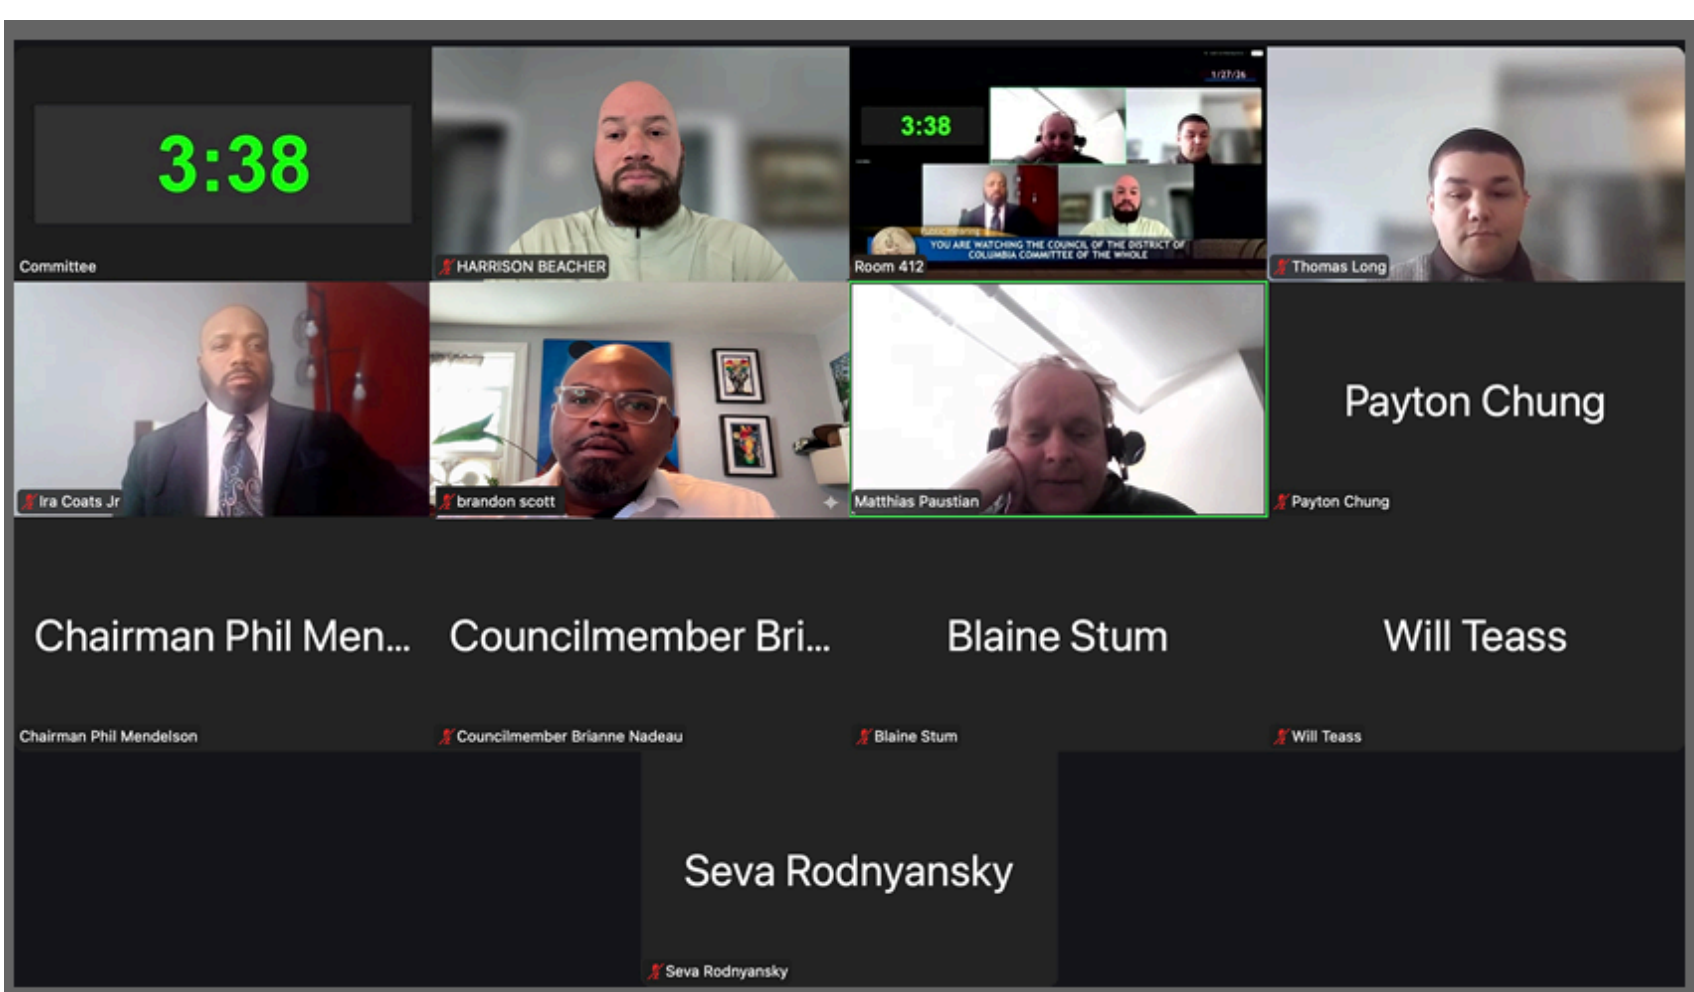 3:38
Committee
HARRISON BEACHER
1/27/26
3:38
Public Hearing
YOU ARE WATCHING THE COUNCIL OF THE DISTRICT OF
COLUMBIA COMMITTEE OF THE WHOLE
Room 412
Thomas Long
Ira Coats Jr
brandon scott
Matthias Paustian
Payton Chung
Payton Chung
Chairman Phil Men...
Councilmember Bri...
Blaine Stum
Will Teass
Chairman Phil Mendelson
Councilmember Brianne Nadeau
Blaine Stum
Will Teass
Seva Rodnyansky
Seva Rodnyansky